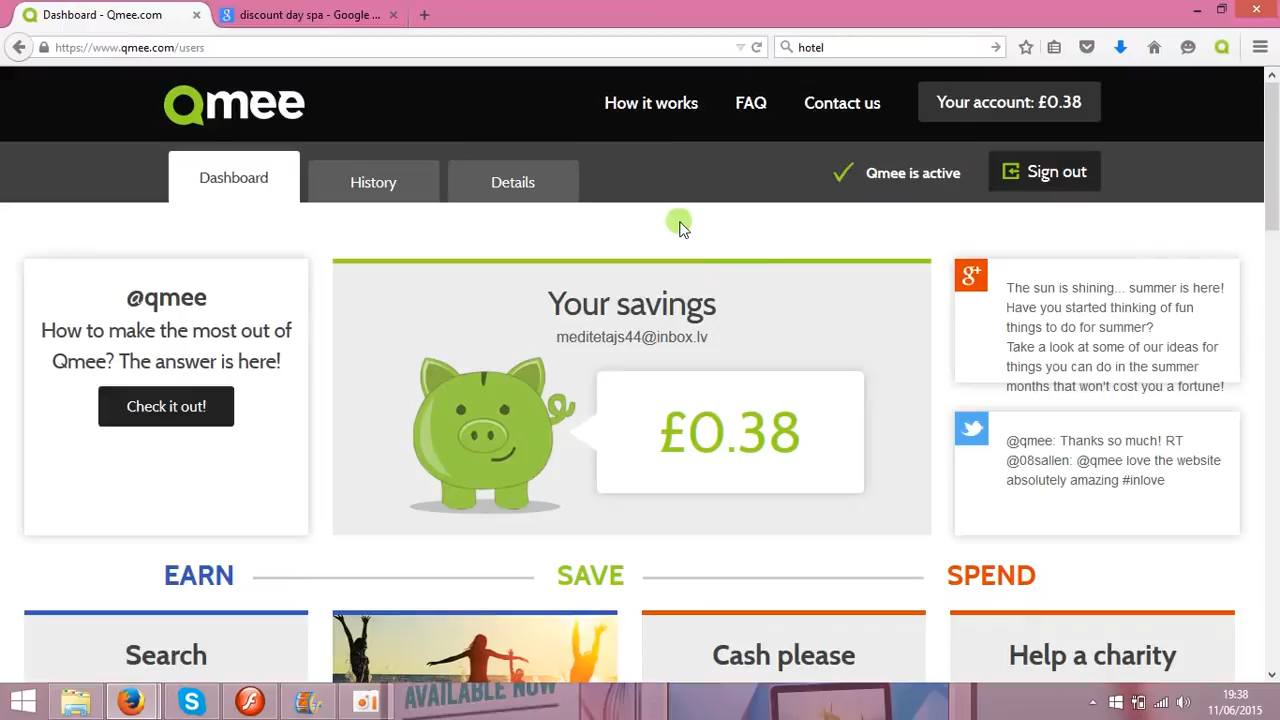 Dashboard - Qmee.com
discount day spa - Google ...
https://www.qmee.com/users
hotel
Qmee
How it works
FAQ
Contact us
Your account: £0.38
Dashboard
History
Details
Qmee is active
Sign out
@qmee
How to make the most out of
Qmee? The answer is here!
Check it out!
Your savings
meditetajs44@inbox.lv
£0.38
g+
The sun is shining... summer is here!
Have you started thinking of fun
things to do for summer?
Take a look at some of our ideas for
things you can do in the summer
months that won't cost you a fortune!
@qmee: Thanks so much! RT
@08sallen: @qmee love the website
absolutely amazing #inlove
EARN
SAVE
SPEND
Search
Cash please
Help a charity
AVAILABLE NOW
19:38
11/06/2015